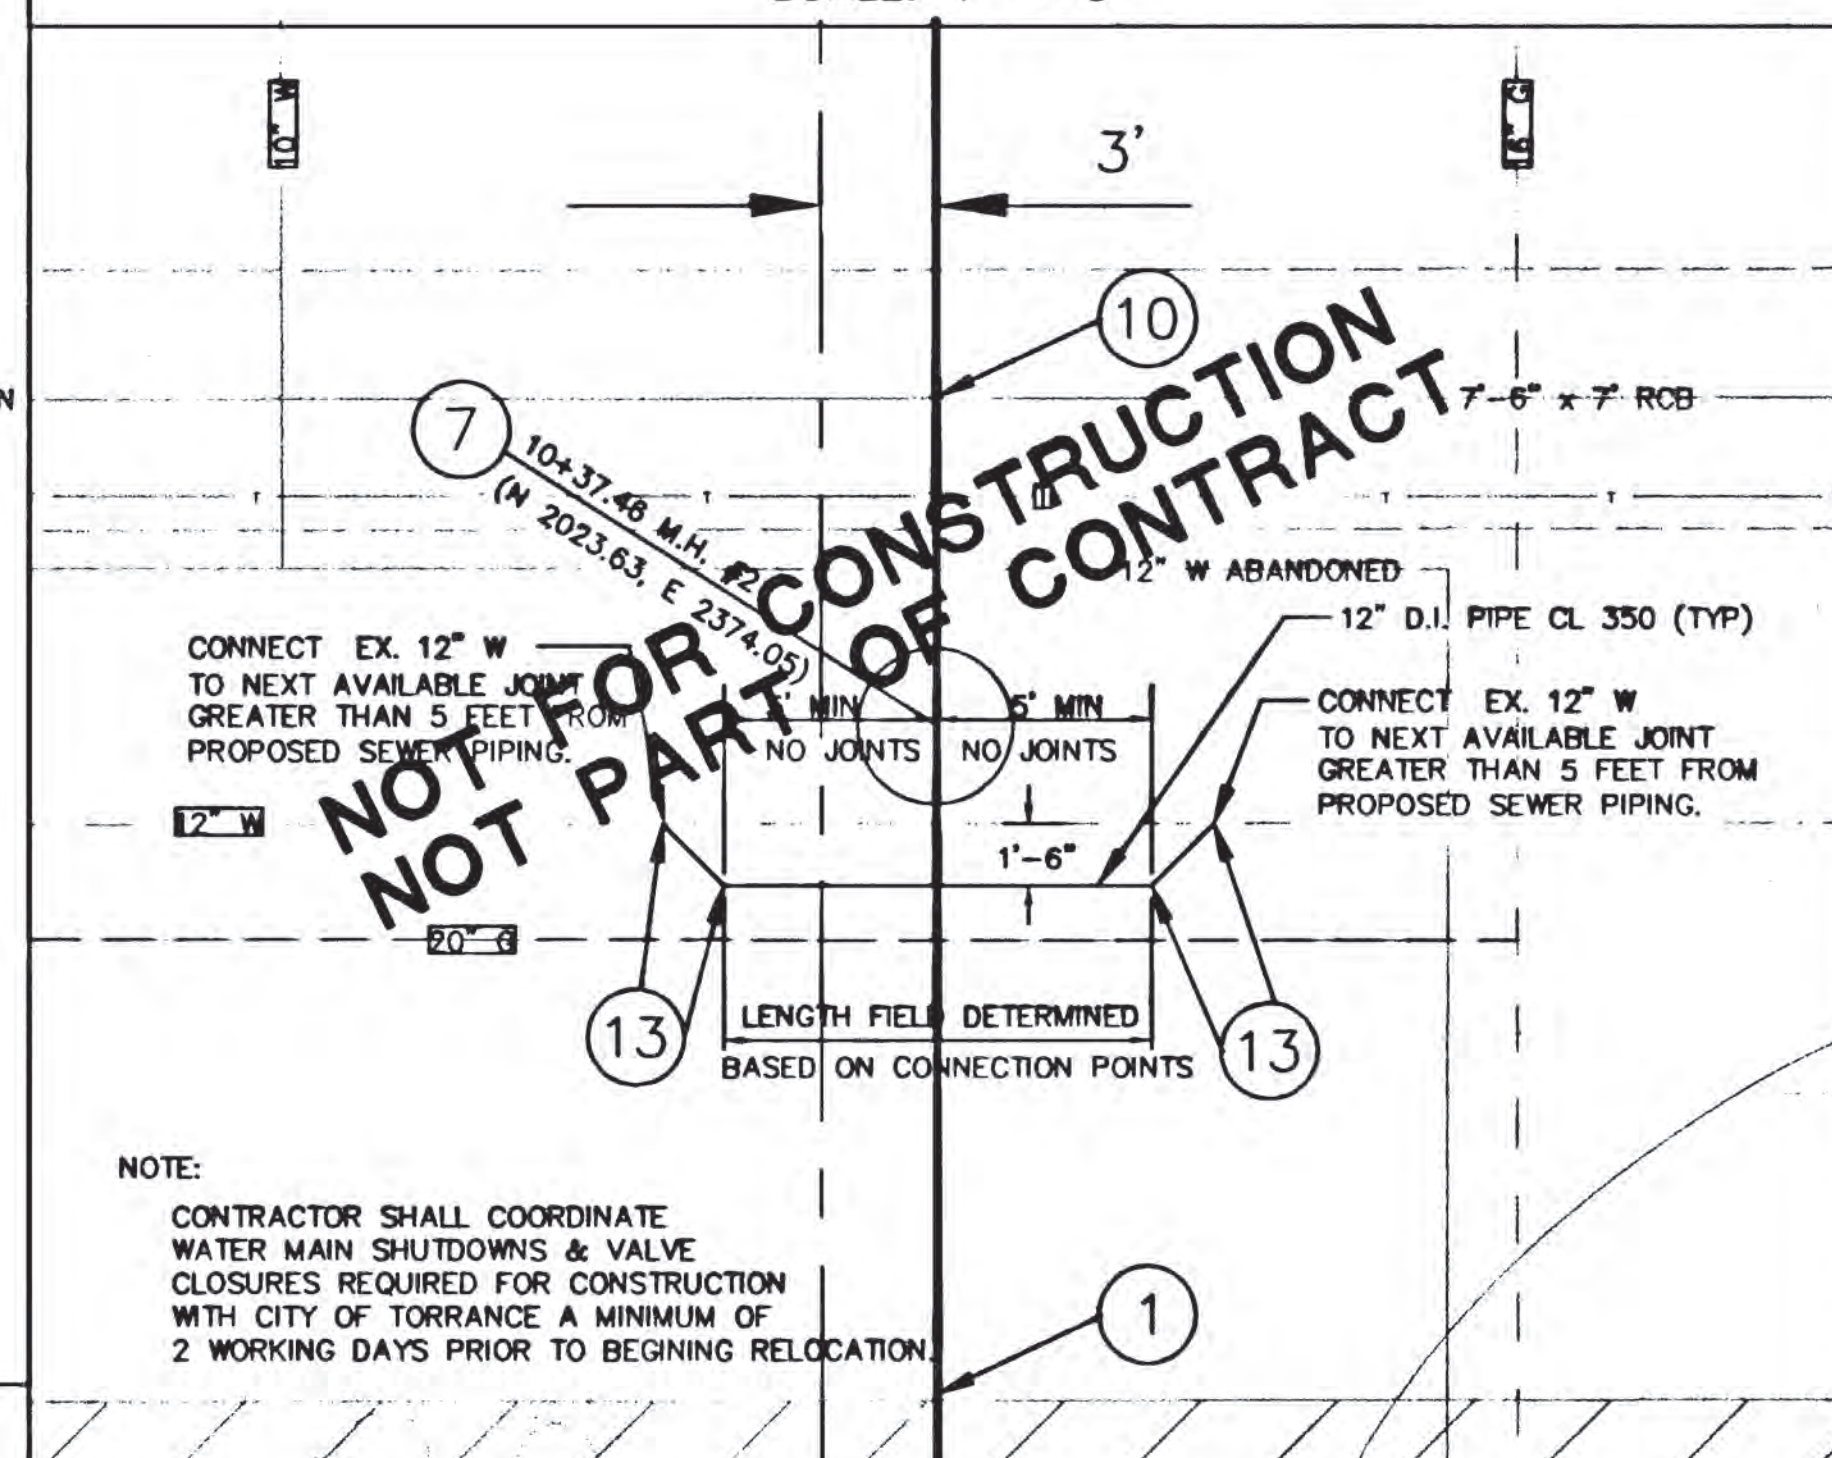 10" W
16" G
3'
10
N
7'-6" x 7' RCB
7
10+37.48 M.H. #2
(N 2023.63, E 2374.05)
T
T
T
T
NOT FOR CONSTRUCTION
NOT PART OF CONTRACT
12" W ABANDONED
12" D.I. PIPE CL 350 (TYP)
CONNECT EX. 12" W
TO NEXT AVAILABLE JOINT
GREATER THAN 5 FEET FROM
PROPOSED SEWER PIPING.
5' MIN
5' MIN
NO JOINTS
NO JOINTS
CONNECT EX. 12" W
TO NEXT AVAILABLE JOINT
GREATER THAN 5 FEET FROM
PROPOSED SEWER PIPING.
12" W
1'-6"
20" G
13
13
LENGTH FIELD DETERMINED
BASED ON CONNECTION POINTS
NOTE:
CONTRACTOR SHALL COORDINATE
WATER MAIN SHUTDOWNS & VALVE
CLOSURES REQUIRED FOR CONSTRUCTION
WITH CITY OF TORRANCE A MINIMUM OF
2 WORKING DAYS PRIOR TO BEGINING RELOCATION.
1